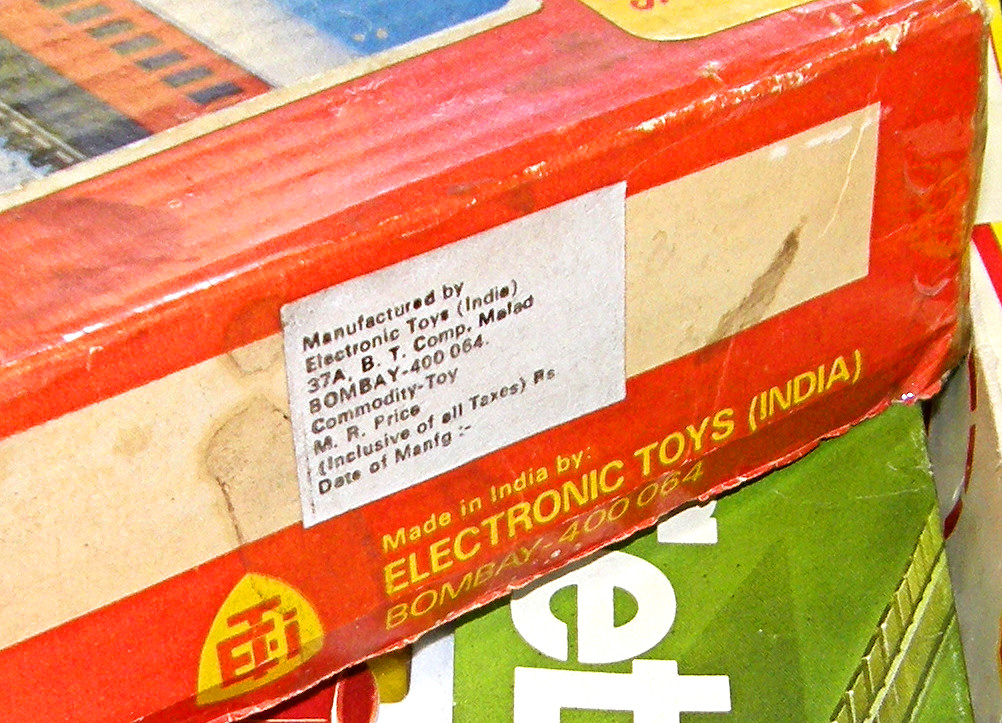 Manufactured by
Electronic Toys (India)
37A, B. T. Comp. Malad
BOMBAY-400 064.
Commodity-Toy
M. R. Price
(Inclusive of all Taxes) Rs
Date of Manfg :-
Made in India by:
ELECTRONIC TOYS (INDIA)
BOMBAY-400 064
ETI